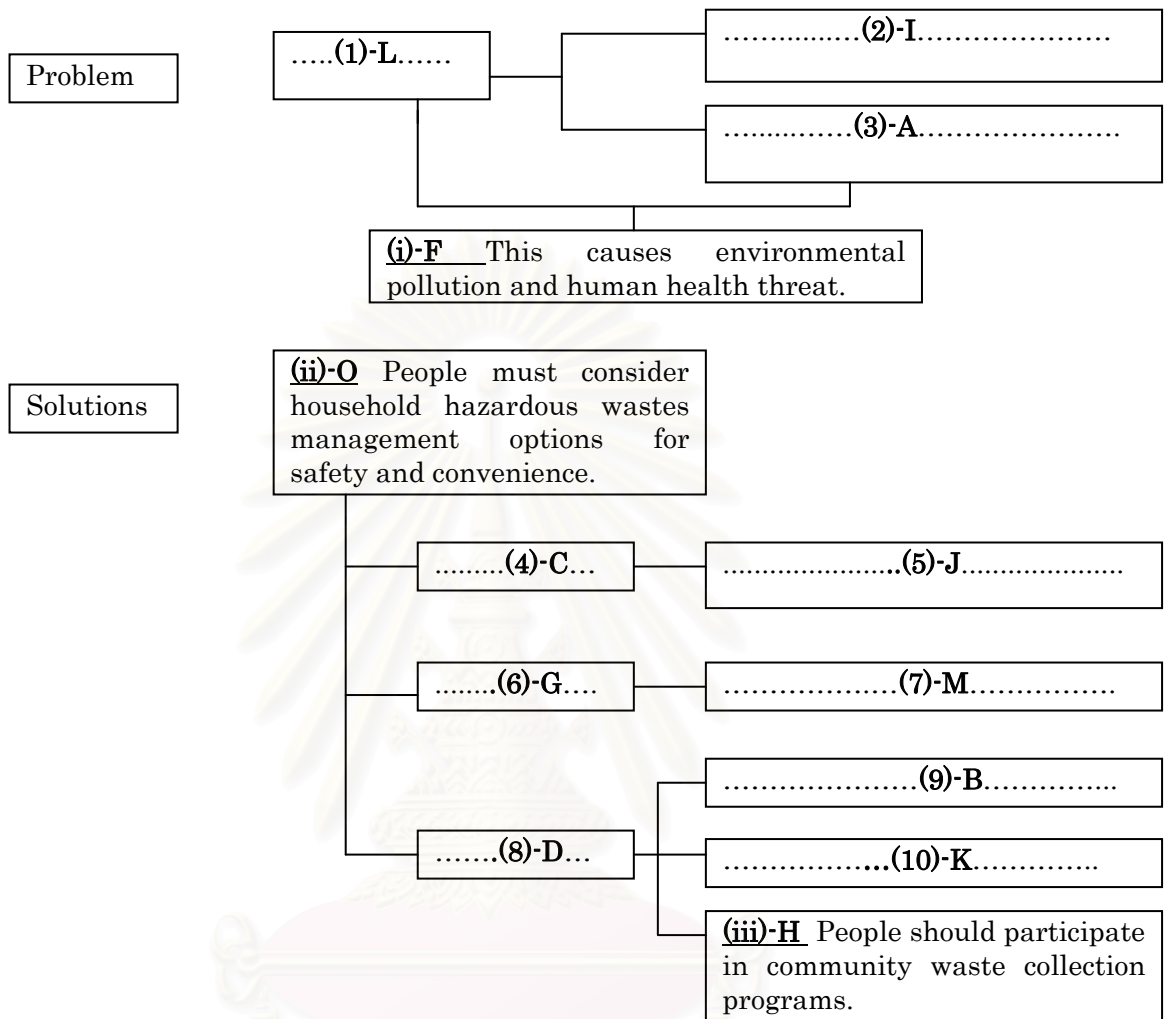 Problem
…..(1)-L……
…………...…(2)-I…………………
….....………(3)-A………………….
(i)-F This causes environmental
pollution and human health threat.
Solutions
(ii)-O People must consider
household hazardous wastes
management options for
safety and convenience.
.........(4)-C…
........................(5)-J.....................
........(6)-G….
……………….(7)-M……………
…….(8)-D…
……………….…(9)-B…………...
……………...…(10)-K…………..
(iii)-H People should participate
in community waste collection
programs.